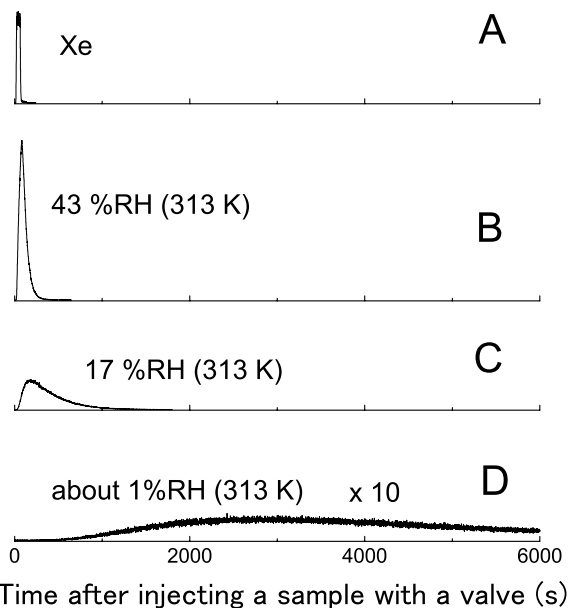 A
Xe
43 %RH (313 K)
B
17 %RH (313 K)
C
about 1%RH (313 K) x 10 D
0 2000 4000 6000
Time after injecting a sample with a valve (s)